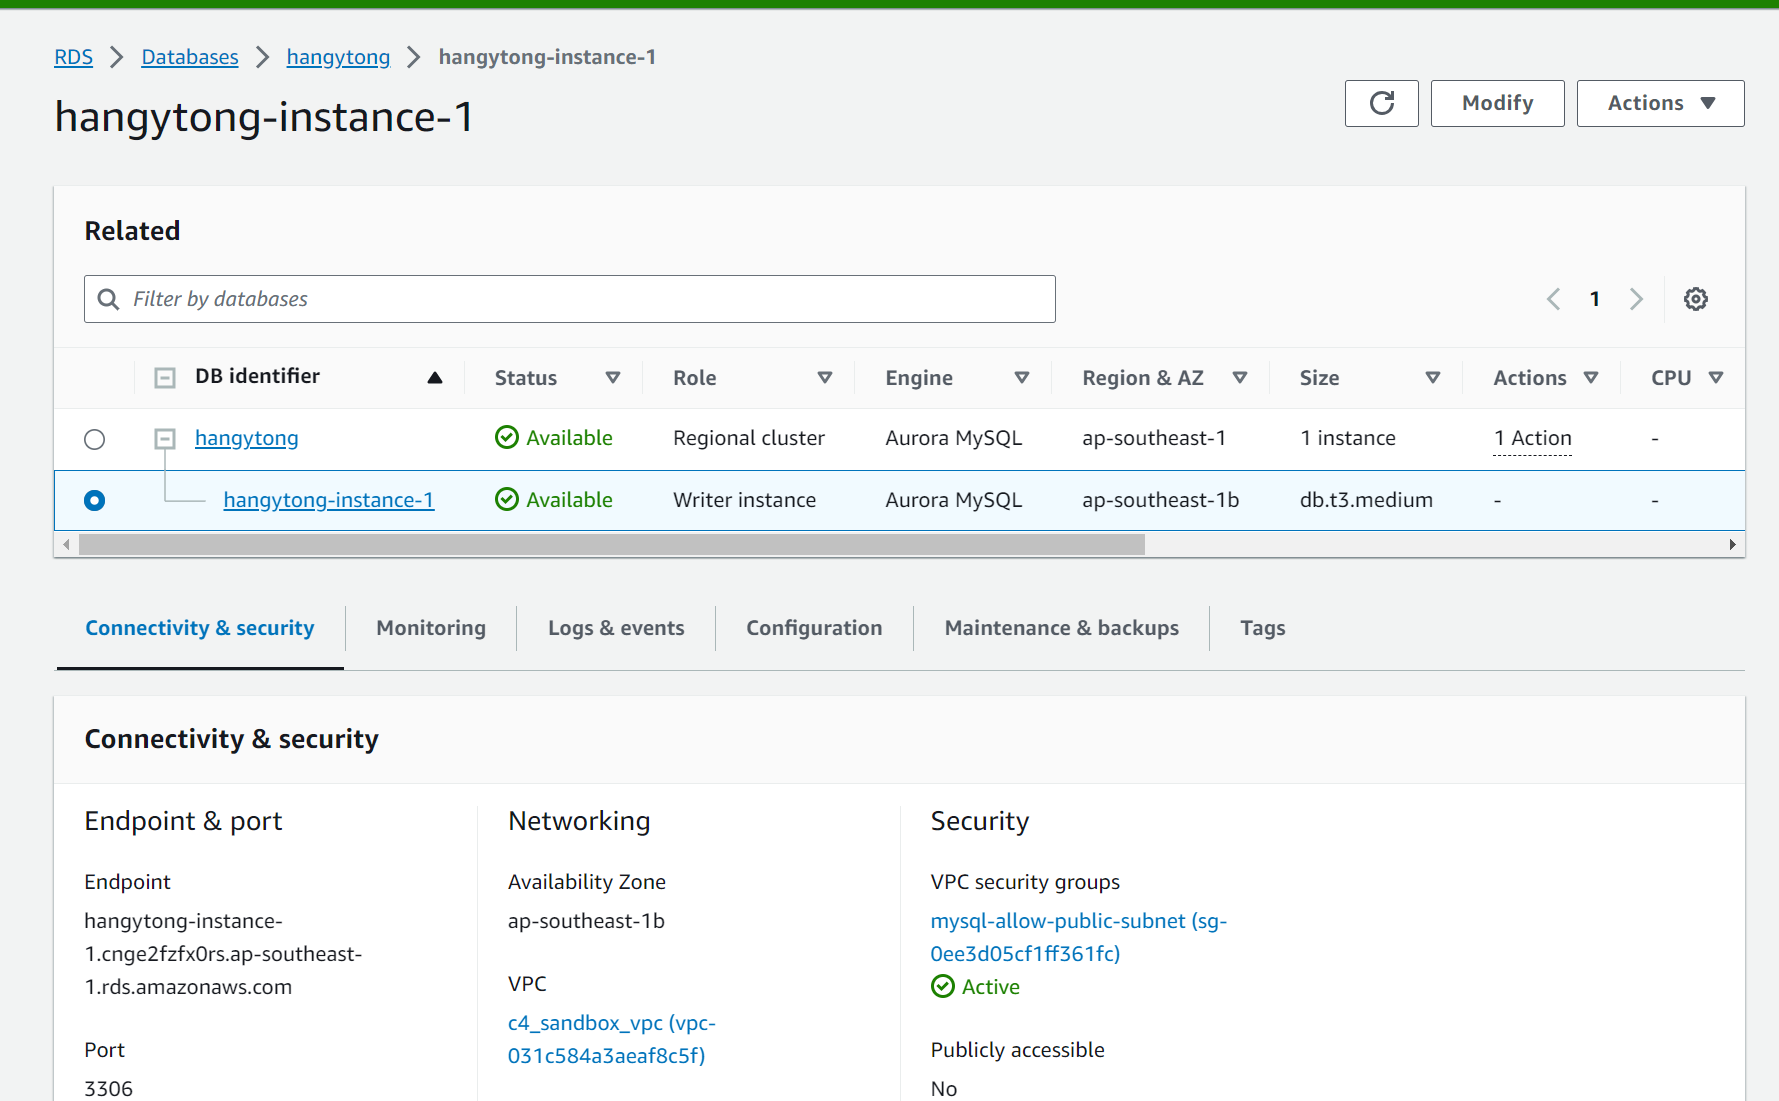 RDS > Databases > hangytong > hangytong-instance-1
hangytong-instance-1
Modify
Actions
Related
Filter by databases
1
DB identifier Status Role Engine Region & AZ Size Actions CPU
hangytong Available Regional cluster Aurora MySQL ap-southeast-1 1 instance 1 Action -
hangytong-instance-1 Available Writer instance Aurora MySQL ap-southeast-1b db.t3.medium - -
Connectivity & security Monitoring Logs & events Configuration Maintenance & backups Tags
Connectivity & security
Endpoint & port
Endpoint
hangytong-instance-
1.cnge2fzfx0rs.ap-southeast-
1.rds.amazonaws.com
Port
3306
Networking
Availability Zone
ap-southeast-1b
VPC
c4_sandbox_vpc (vpc-
031c584a3aeaf8c5f)
Security
VPC security groups
mysql-allow-public-subnet (sg-
0ee3d05cf1ff361fc)
Active
Publicly accessible
No